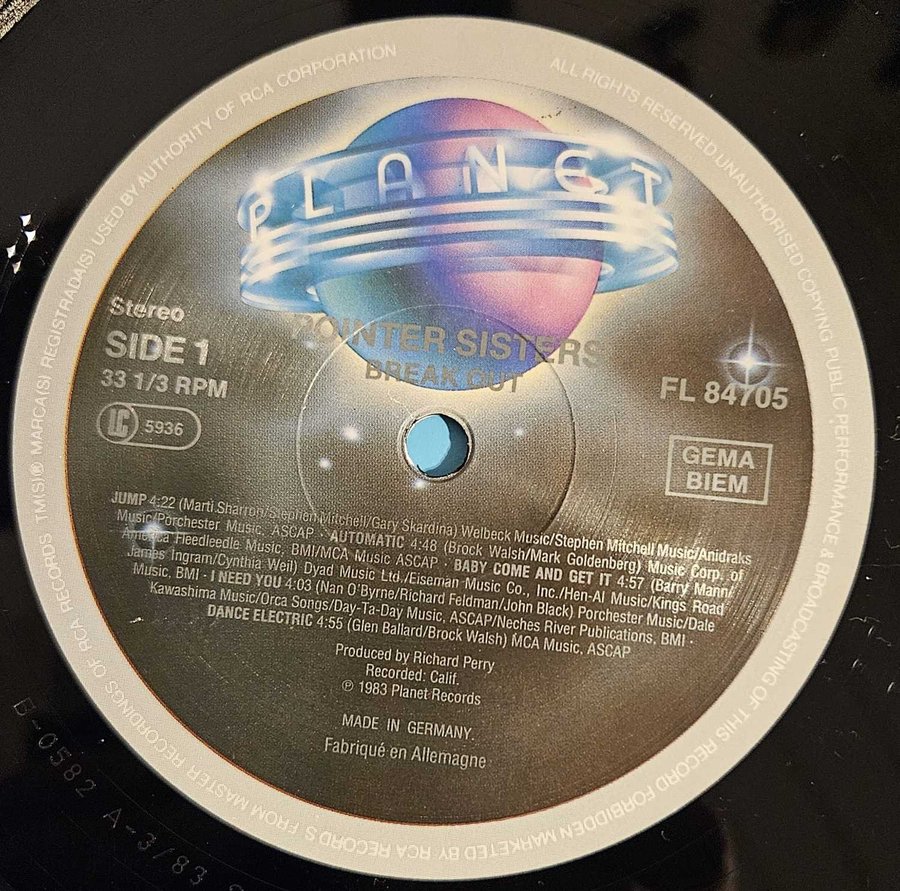 TM(S)® MARCA(S) REGISTRADA(S) USED BY AUTHORITY OF RCA CORPORATION
ALL RIGHTS RESERVED. UNAUTHORISED COPYING PUBLIC PERFORMANCE & BROADCASTING OF THIS RECORD FORBIDDEN MARKETED BY RCA RECORDS FROM MASTER RECORDINGS OF RCA RECORDS
PLANET
Stereo
SIDE 1
33 1/3 RPM
LC 5936
POINTER SISTERS
BREAK OUT
FL 84705
GEMA
BIEM
JUMP 4:22 (Marti Sharron/Stephen Mitchell/Gary Skardina) Welbeck Music/Stephen Mitchell Music/Anidraks
Music/Porchester Music, ASCAP · AUTOMATIC 4:48 (Brock Walsh/Mark Goldenberg) Music Corp. of
America Fleedleedle Music, BMI/MCA Music ASCAP · BABY COME AND GET IT 4:57 (Barry Mann/
James Ingram/Cynthia Weil) Dyad Music Ltd./Eiseman Music Co., Inc./Hen-Al Music/Kings Road
Music, BMI · I NEED YOU 4:03 (Nan O'Byrne/Richard Feldman/John Black) Porchester Music/Dale
Kawashima Music/Orca Songs/Day-Ta-Day Music, ASCAP/Neches River Publications, BMI ·
DANCE ELECTRIC 4:55 (Glen Ballard/Brock Walsh) MCA Music, ASCAP
Produced by Richard Perry
Recorded: Calif.
℗ 1983 Planet Records
MADE IN GERMANY.
Fabriqué en Allemagne
B-0582 A-3/83